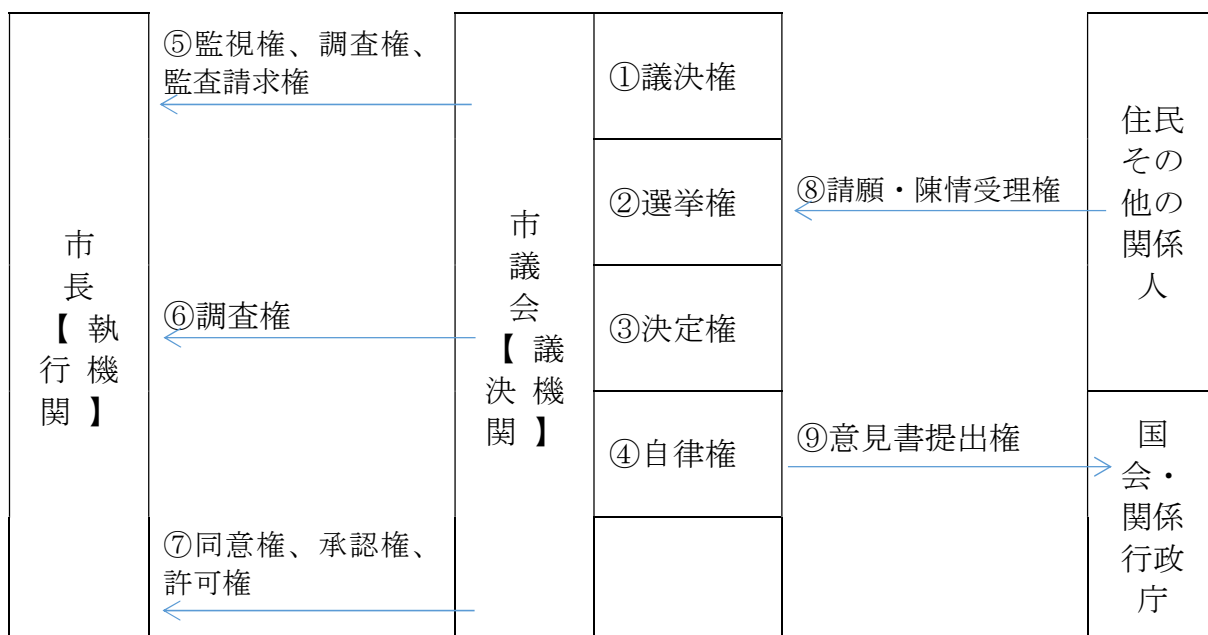 市
長
【執
行機
関】
⑤監視権、調査権、
監査請求権
⑥調査権
⑦同意権、承認権、
許可権
市
議
会
【議
決機
関】
①議決権
②選挙権
③決定権
④自律権
⑧請願・陳情受理権
⑨意見書提出権
住民
その
他の
関係
人
国
会・
関係
行政
庁